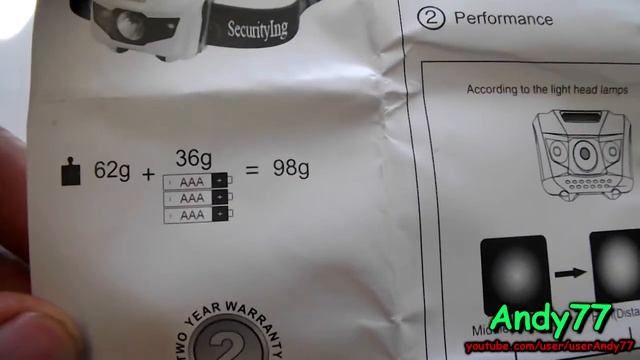 SecurityIng
62g + 36g = 98g
AAA
AAA
AAA
TWO YEAR WARRANTY
2
2 Performance
According to the light head lamps
Andy77
youtube.com/user/userAndy77